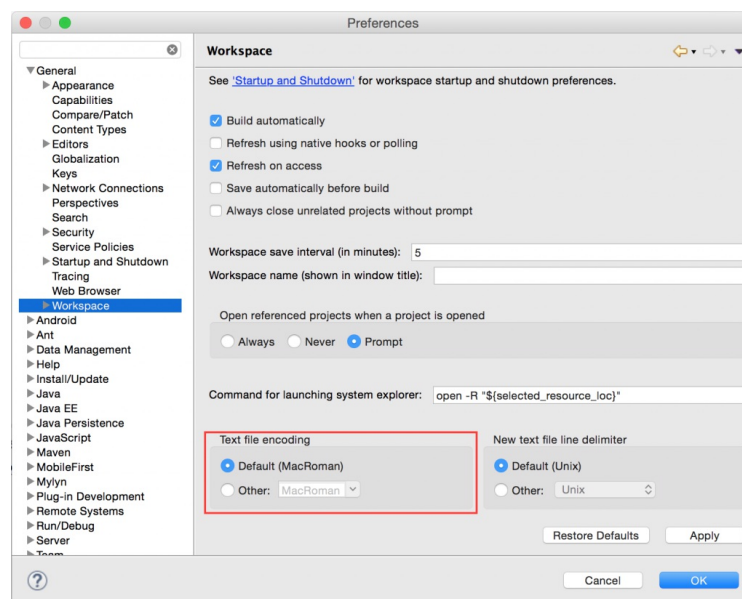 Preferences
Workspace
See 'Startup and Shutdown' for workspace startup and shutdown preferences.
General
Appearance
Capabilities
Compare/Patch
Content Types
Editors
Globalization
Keys
Network Connections
Perspectives
Search
Security
Service Policies
Startup and Shutdown
Tracing
Web Browser
Workspace
Android
Ant
Data Management
Help
Install/Update
Java
Java EE
Java Persistence
JavaScript
Maven
MobileFirst
Mylyn
Plug-in Development
Remote Systems
Run/Debug
Server
Team
Build automatically
Refresh using native hooks or polling
Refresh on access
Save automatically before build
Always close unrelated projects without prompt
Workspace save interval (in minutes): 5
Workspace name (shown in window title):
Open referenced projects when a project is opened
Always Never Prompt
Command for launching system explorer: open -R "${selected_resource_loc}"
Text file encoding
Default (MacRoman)
Other: MacRoman
New text file line delimiter
Default (Unix)
Other: Unix
Restore Defaults Apply
? Cancel OK